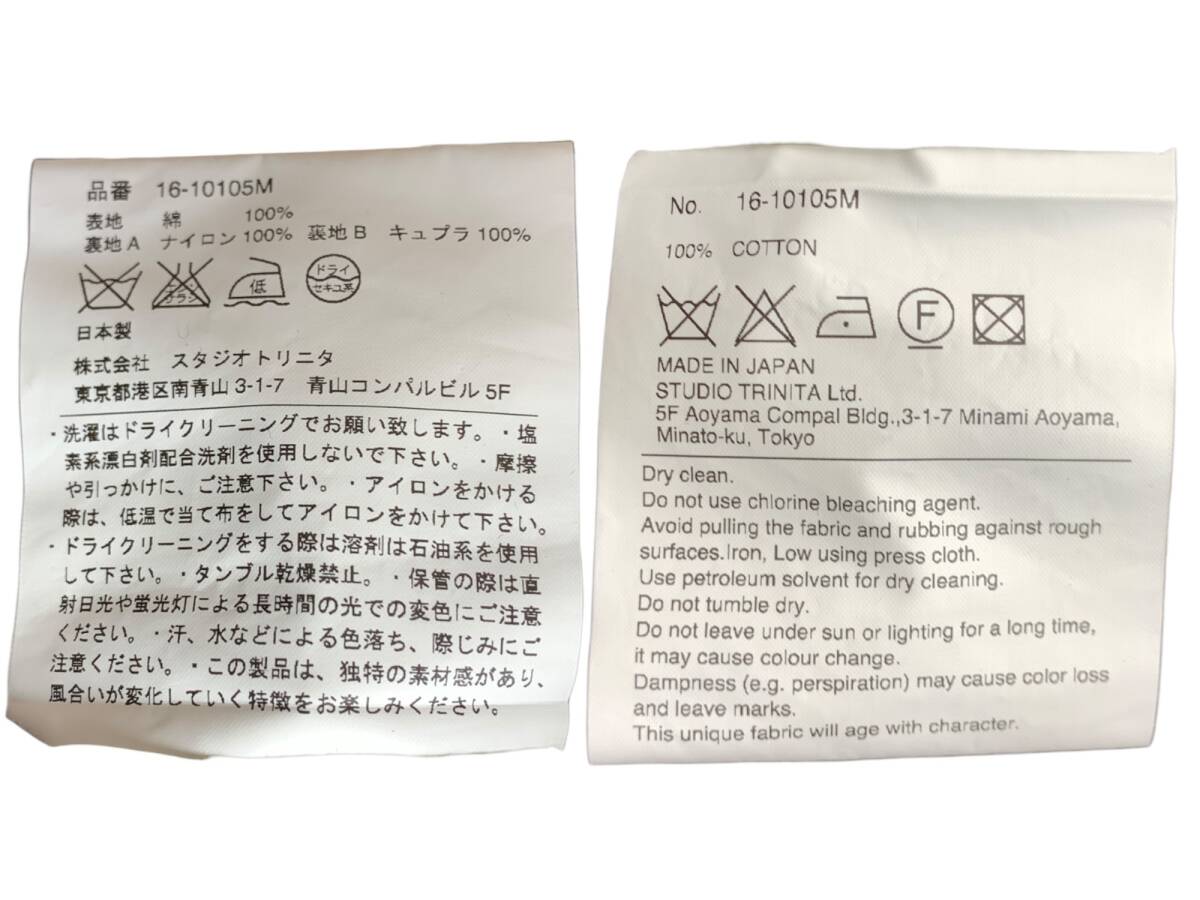 品番 16-10105M
表地 綿 100%
裏地A ナイロン 100% 裏地B キュプラ 100%
低 ドライ セキユ系
日本製
株式会社 スタジオトリニタ
東京都港区南青山 3-1-7 青山コンパルビル 5F
・洗濯はドライクリーニングでお願い致します。・塩
素系漂白剤配合洗剤を使用しないで下さい。・摩擦
や引っかけに、ご注意下さい。・アイロンをかける
際は、低温で当て布をしてアイロンをかけて下さい。
・ドライクリーニングをする際は溶剤は石油系を使用
して下さい。・タンブル乾燥禁止。・保管の際は直
射日光や蛍光灯による長時間の光での変色にご注意
ください。・汗、水などによる色落ち、際じみにご
注意ください。・この製品は、独特の素材感があり、
風合いが変化していく特徴をお楽しみください。
No. 16-10105M
100% COTTON
F
MADE IN JAPAN
STUDIO TRINITA Ltd.
5F Aoyama Compal Bldg.,3-1-7 Minami Aoyama,
Minato-ku, Tokyo
Dry clean.
Do not use chlorine bleaching agent.
Avoid pulling the fabric and rubbing against rough
surfaces.Iron, Low using press cloth.
Use petroleum solvent for dry cleaning.
Do not tumble dry.
Do not leave under sun or lighting for a long time,
it may cause colour change.
Dampness (e.g. perspiration) may cause color loss
and leave marks.
This unique fabric will age with character.